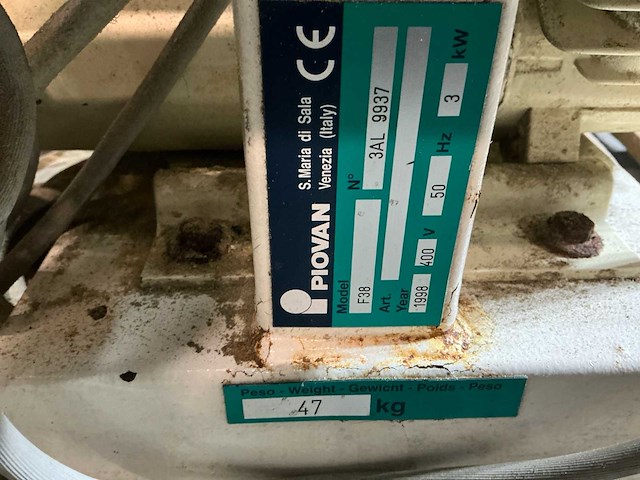 PIOVAN
S.Maria di Sala
Venezia (Italy)
CE
Model F38 N° 3AL 9937
Art.
Year 1998 400 V 50 Hz 3 kW
Peso - Weight - Gewicht - Poids - Peso
47 kg